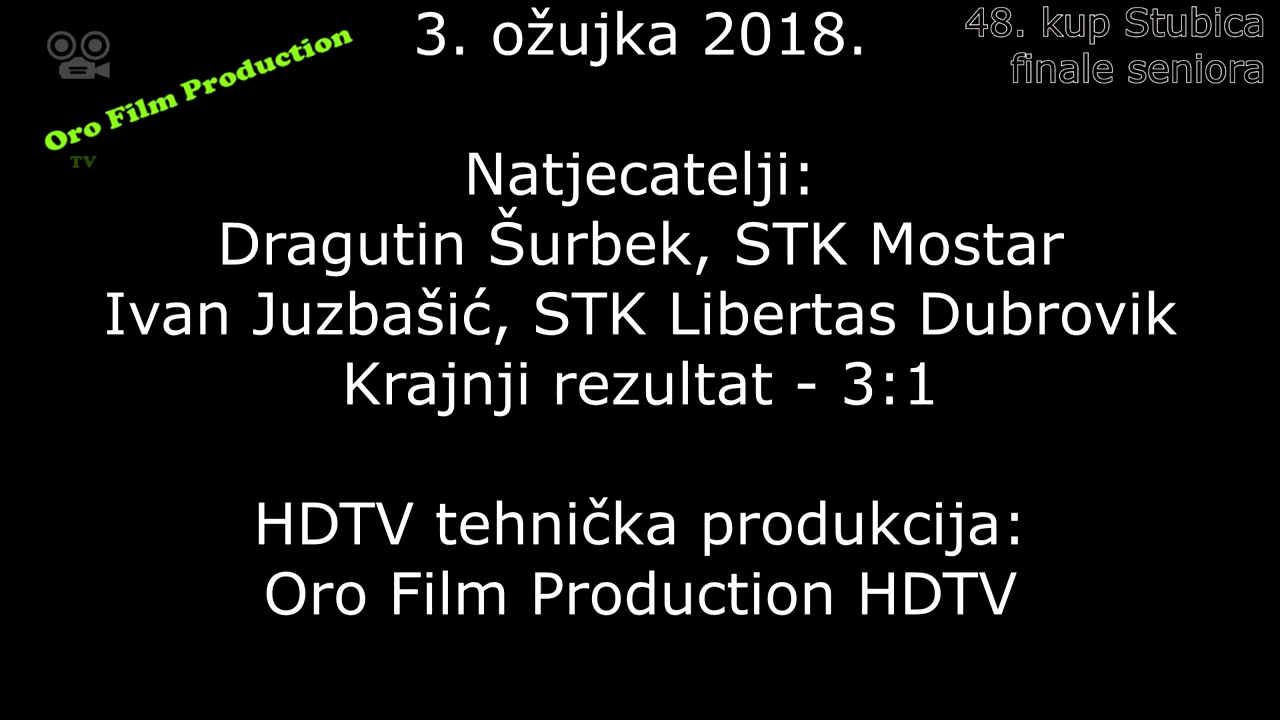 Oro Film Production
TV
3. ožujka 2018.
48. kup Stubica
finale seniora
Natjecatelji:
Dragutin Šurbek, STK Mostar
Ivan Juzbašić, STK Libertas Dubrovik
Krajnji rezultat - 3:1
HDTV tehnička produkcija:
Oro Film Production HDTV